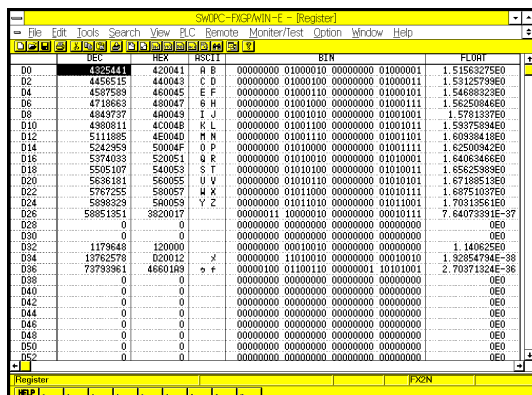 SW0PC-FXGP/WIN-E - [Register]
File Edit Tools Search View PLC Remote Moniter/Test Option Window Help
DEC HEX ASCII BIN FLOAT
D0 4325441 420041 A B 00000000 01000010 00000000 01000001 1.51563275E0
D2 4456515 440043 C D 00000000 01000100 00000000 01000011 1.53125799E0
D4 4587589 460045 E F 00000000 01000110 00000000 01000101 1.54688323E0
D6 4718663 480047 G H 00000000 01001000 00000000 01000111 1.56250846E0
D8 4849737 4A0049 I J 00000000 01001010 00000000 01001001 1.5781337E0
D10 4980811 4C004B K L 00000000 01001100 00000000 01001011 1.59375894E0
D12 5111885 4E004D M N 00000000 01001110 00000000 01001101 1.60938418E0
D14 5242959 50004F O P 00000000 01010000 00000000 01001111 1.62500942E0
D16 5374033 520051 Q R 00000000 01010010 00000000 01010001 1.64063466E0
D18 5505107 540053 S T 00000000 01010100 00000000 01010011 1.65625989E0
D20 5636181 560055 U V 00000000 01010110 00000000 01010101 1.67188513E0
D22 5767255 580057 W X 00000000 01011000 00000000 01010111 1.68751037E0
D24 5898329 5A0059 Y Z 00000000 01011010 00000000 01011001 1.70313561E0
D26 58851351 3820017 00000011 10000010 00000000 00010111 7.64073391E-37
D28 0 0 00000000 00000000 00000000 00000000 0E0
D30 0 0 00000000 00000000 00000000 00000000 0E0
D32 1179648 120000 00000000 00010010 00000000 00000000 1.140625E0
D34 13762578 D20012 メ 00000000 11010010 00000000 00010010 1.92854794E-38
D36 73793961 46601A9 ゥ f 00000100 01100110 00000001 10101001 2.70371324E-36
D38 0 0 00000000 00000000 00000000 00000000 0E0
D40 0 0 00000000 00000000 00000000 00000000 0E0
D42 0 0 00000000 00000000 00000000 00000000 0E0
D44 0 0 00000000 00000000 00000000 00000000 0E0
D46 0 0 00000000 00000000 00000000 00000000 0E0
D48 0 0 00000000 00000000 00000000 00000000 0E0
D50 0 0 00000000 00000000 00000000 00000000 0E0
D52 0 0 00000000 00000000 00000000 00000000 0E0
Register FX2N
HELP